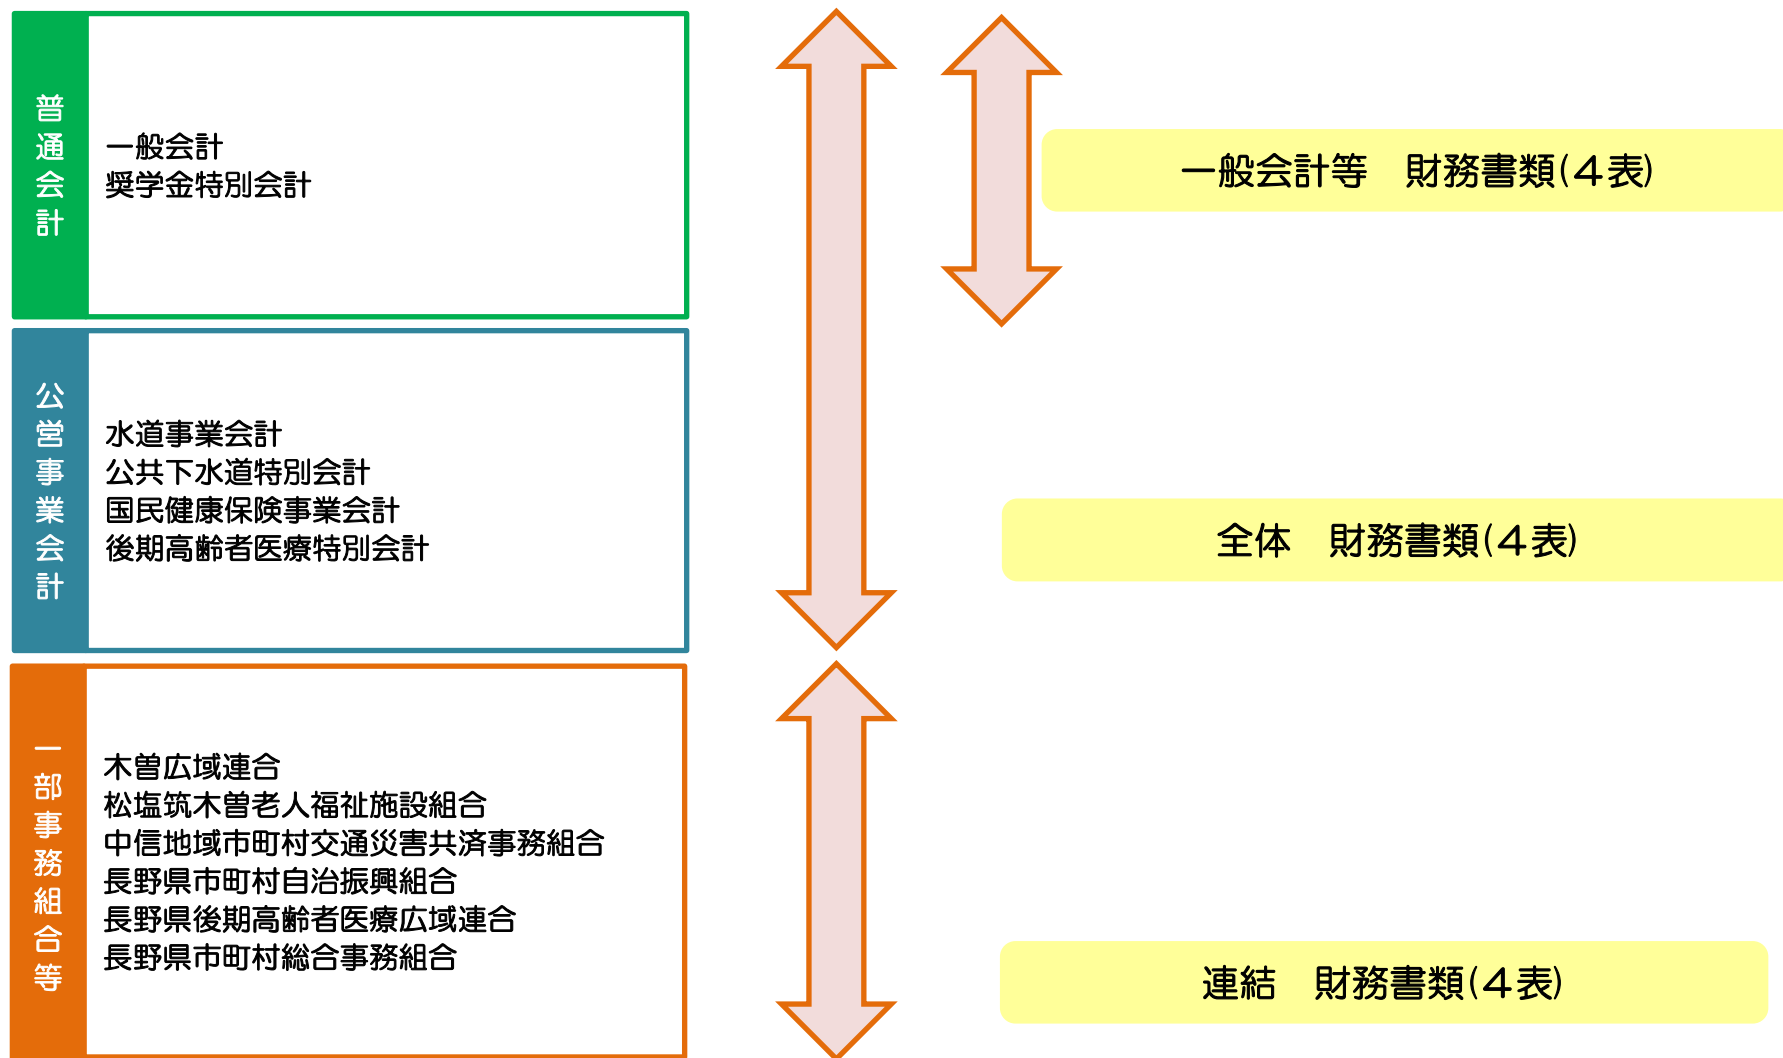 普通会計
一般会計
奨学金特別会計
一般会計等　財務書類(４表)
公営事業会計
水道事業会計
公共下水道特別会計
国民健康保険事業会計
後期高齢者医療特別会計
全体　財務書類(４表)
一部事務組合等
木曽広域連合
松塩筑木曽老人福祉施設組合
中信地域市町村交通災害共済事務組合
長野県市町村自治振興組合
長野県後期高齢者医療広域連合
長野県市町村総合事務組合
連結　財務書類(４表)